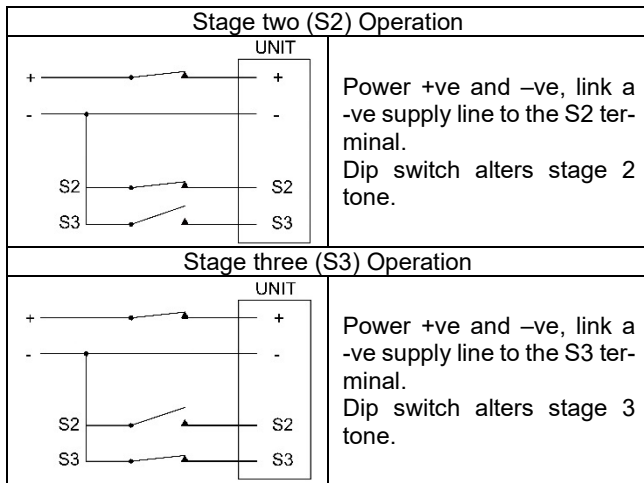 Stage two (S2) Operation
UNIT
+ +
- -
S2 S2
S3 S3
Power +ve and –ve, link a
-ve supply line to the S2 ter-
minal.
Dip switch alters stage 2
tone.
Stage three (S3) Operation
UNIT
+ +
- -
S2 S2
S3 S3
Power +ve and –ve, link a
-ve supply line to the S3 ter-
minal.
Dip switch alters stage 3
tone.